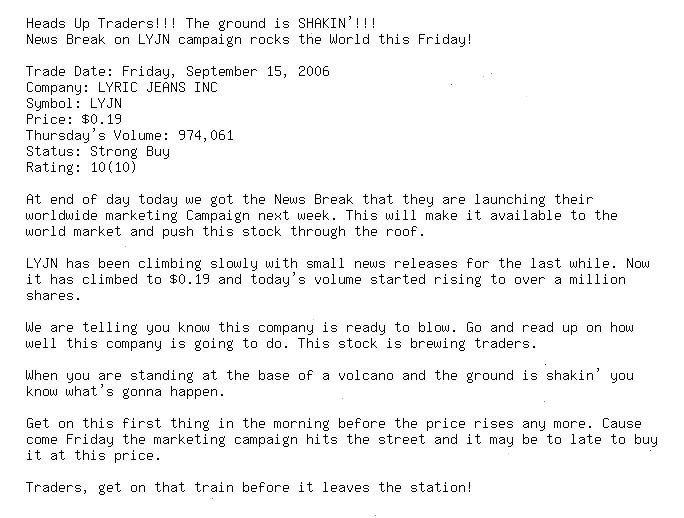 Heads Up Traders!!! The ground is SHAKIN'!!!
News Break on LYJN campaign rocks the World this Friday!
Trade Date: Friday, September 15, 2006
Company: LYRIC JEANS INC
Symbol: LYJN
Price: $0.19
Thursday's Volume: 974,061
Status: Strong Buy
Rating: 10(10)
At end of day today we got the News Break that they are launching their
worldwide marketing Campaign next week. This will make it available to the
world market and push this stock through the roof.
LYJN has been climbing slowly with small news releases for the last while. Now
it has climbed to $0.19 and today's volume started rising to over a million
shares.
We are telling you know this company is ready to blow. Go and read up on how
well this company is going to do. This stock is brewing traders.
When you are standing at the base of a volcano and the ground is shakin' you
know what's gonna happen.
Get on this first thing in the morning before the price rises any more. Cause
come Friday the marketing campaign hits the street and it may be to late to buy
it at this price.
Traders, get on that train before it leaves the station!